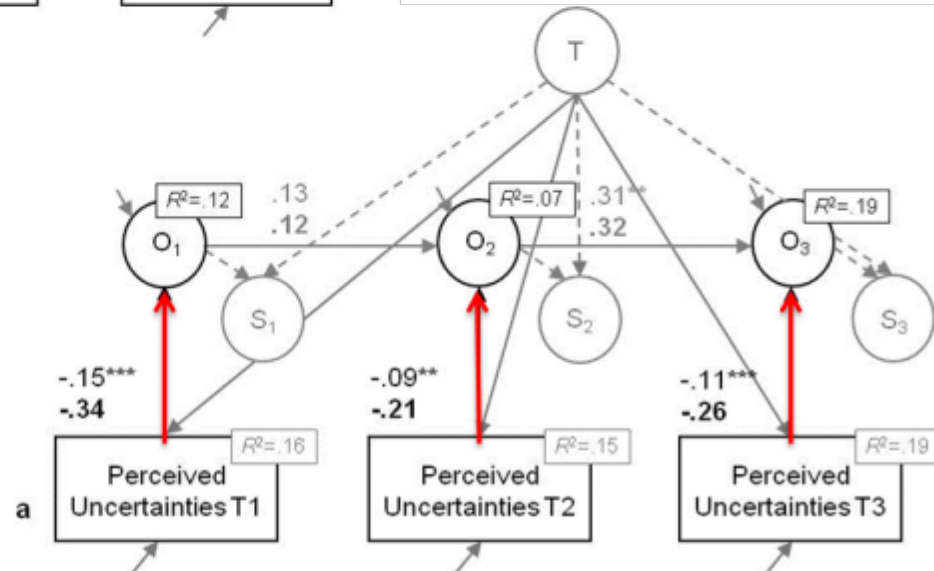 T
R²=.12
.13
.12
R²=.07
.31**
.32
R²=.19
O₁
O₂
O₃
S₁
S₂
S₃
-.15***
-.34
-.09**
-.21
-.11***
-.26
R²=.16
R²=.15
R²=.19
Perceived
Uncertainties T1
Perceived
Uncertainties T2
Perceived
Uncertainties T3
a